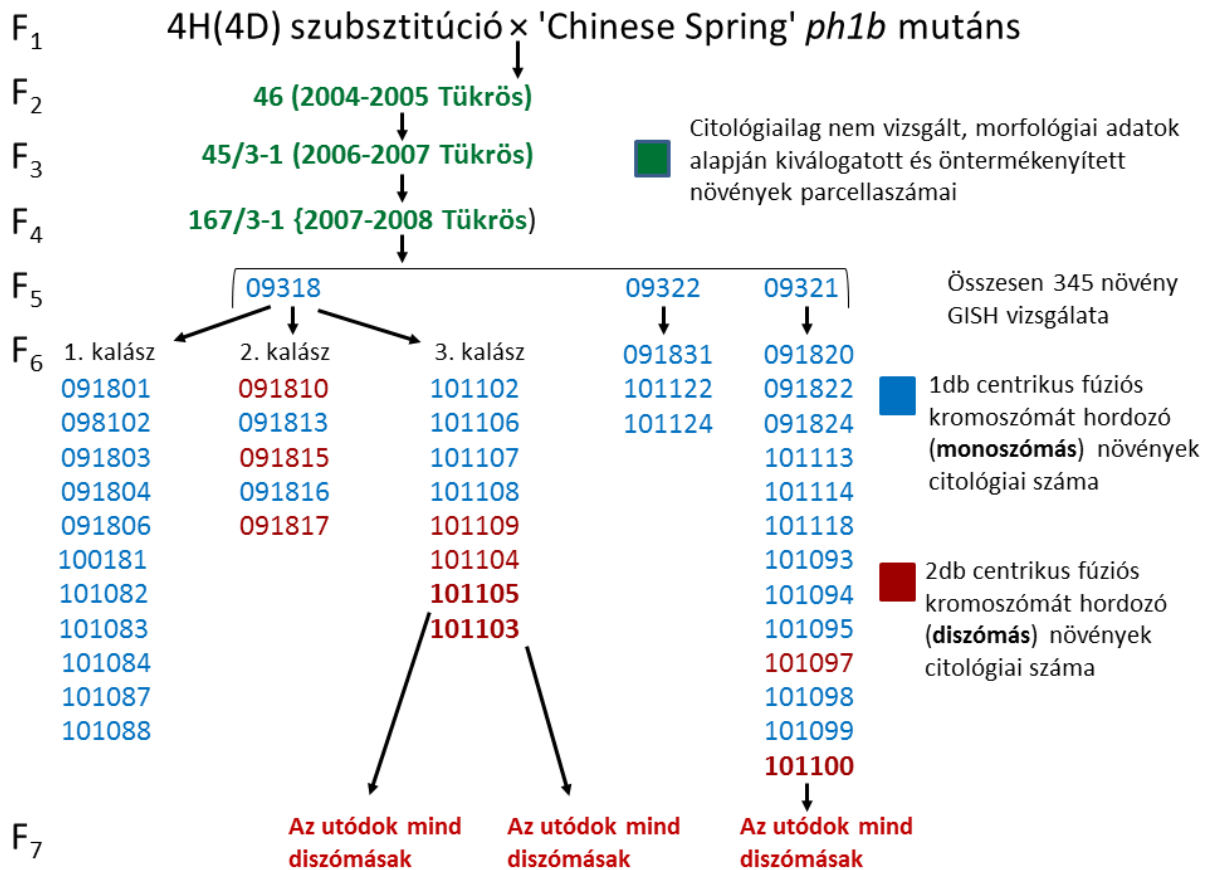 F1 4H(4D) szubsztitúció × 'Chinese Spring' ph1b mutáns
F2 46 (2004-2005 Tükrös)
F3 45/3-1 (2006-2007 Tükrös)
F4 167/3-1 {2007-2008 Tükrös)
Citológiailag nem vizsgált, morfológiai adatok
alapján kiválogatott és öntermékenyített
növények parcellaszámai
F5 09318 09322 09321
Összesen 345 növény
GISH vizsgálata
F6
1. kalász
091801
098102
091803
091804
091806
100181
101082
101083
101084
101087
101088
2. kalász
091810
091813
091815
091816
091817
3. kalász
101102
101106
101107
101108
101109
101104
101105
101103
091831
101122
101124
091820
091822
091824
101113
101114
101118
101093
101094
101095
101097
101098
101099
101100
1db centrikus fúziós
kromoszómát hordozó
(monoszómás) növények
citológiai száma
2db centrikus fúziós
kromoszómát hordozó
(diszómás) növények
citológiai száma
F7
Az utódok mind
diszómásak
Az utódok mind
diszómásak
Az utódok mind
diszómásak